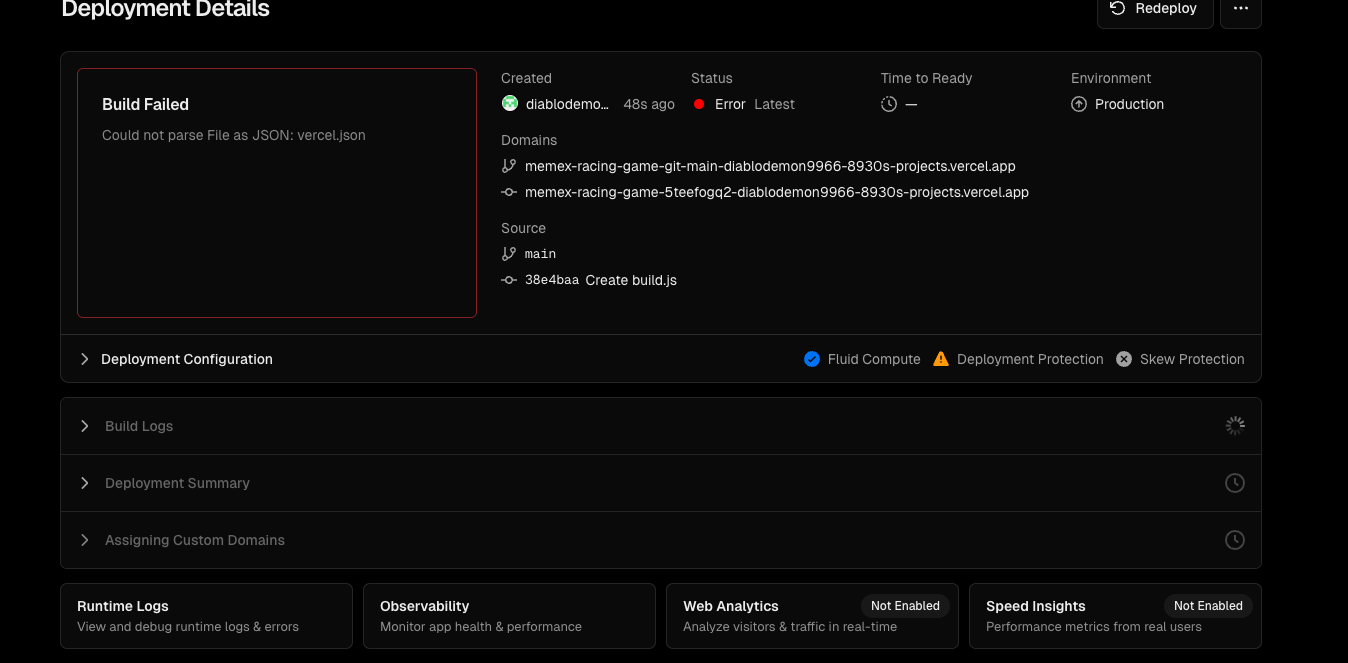 Deployment Details
Redeploy
Build Failed
Could not parse File as JSON: vercel.json
Created
diablodemo... 48s ago
Status
Error Latest
Time to Ready
—
Environment
Production
Domains
memex-racing-game-git-main-diablodemon9966-8930s-projects.vercel.app
memex-racing-game-5teefogq2-diablodemon9966-8930s-projects.vercel.app
Source
main
38e4baa Create build.js
Deployment Configuration
Fluid Compute Deployment Protection Skew Protection
Build Logs
Deployment Summary
Assigning Custom Domains
Runtime Logs
View and debug runtime logs & errors
Observability
Monitor app health & performance
Web Analytics Not Enabled
Analyze visitors & traffic in real-time
Speed Insights Not Enabled
Performance metrics from real users